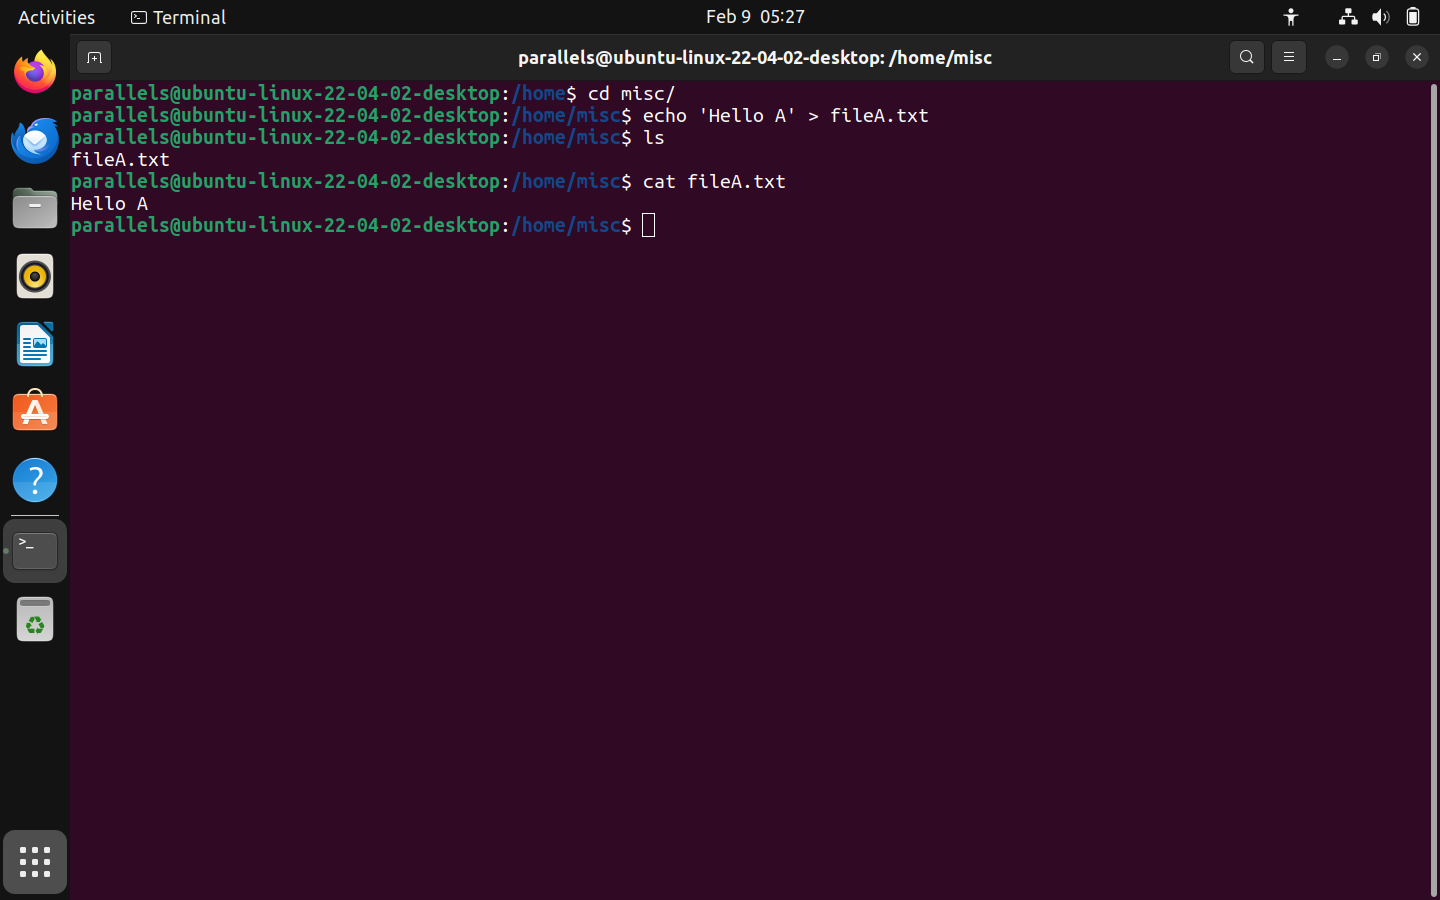 Activities Terminal Feb 9 05:27
parallels@ubuntu-linux-22-04-02-desktop: /home/misc
parallels@ubuntu-linux-22-04-02-desktop:/home$ cd misc/
parallels@ubuntu-linux-22-04-02-desktop:/home/misc$ echo 'Hello A' > fileA.txt
parallels@ubuntu-linux-22-04-02-desktop:/home/misc$ ls
fileA.txt
parallels@ubuntu-linux-22-04-02-desktop:/home/misc$ cat fileA.txt
Hello A
parallels@ubuntu-linux-22-04-02-desktop:/home/misc$